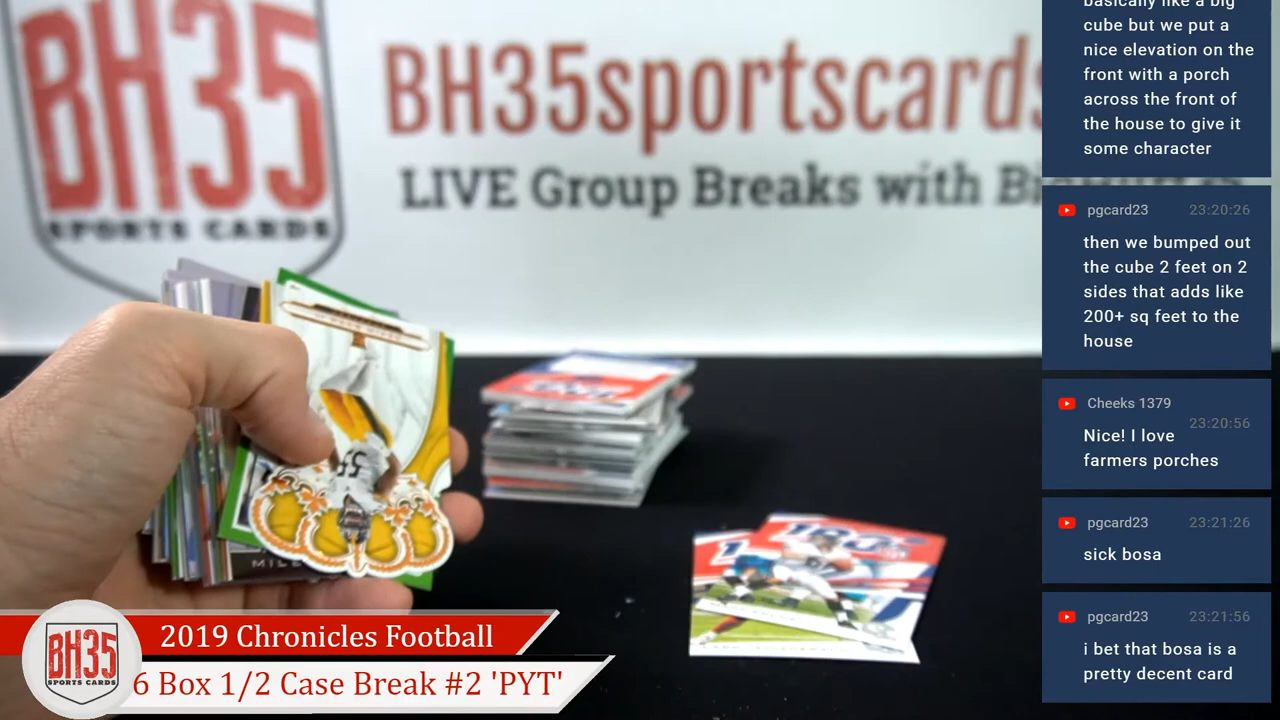 BH35
SPORTS CARDS
BH35sportscards
LIVE Group Breaks with
basically like a big
cube but we put a
nice elevation on the
front with a porch
across the front of
the house to give it
some character
pgcard23 23:20:26
then we bumped out
the cube 2 feet on 2
sides that adds like
200+ sq feet to the
house
Cheeks 1379
23:20:56
Nice! I love
farmers porches
pgcard23 23:21:26
sick bosa
pgcard23 23:21:56
i bet that bosa is a
pretty decent card
55
100
BH35
SPORTS CARDS
2019 Chronicles Football
6 Box 1/2 Case Break #2 'PYT'